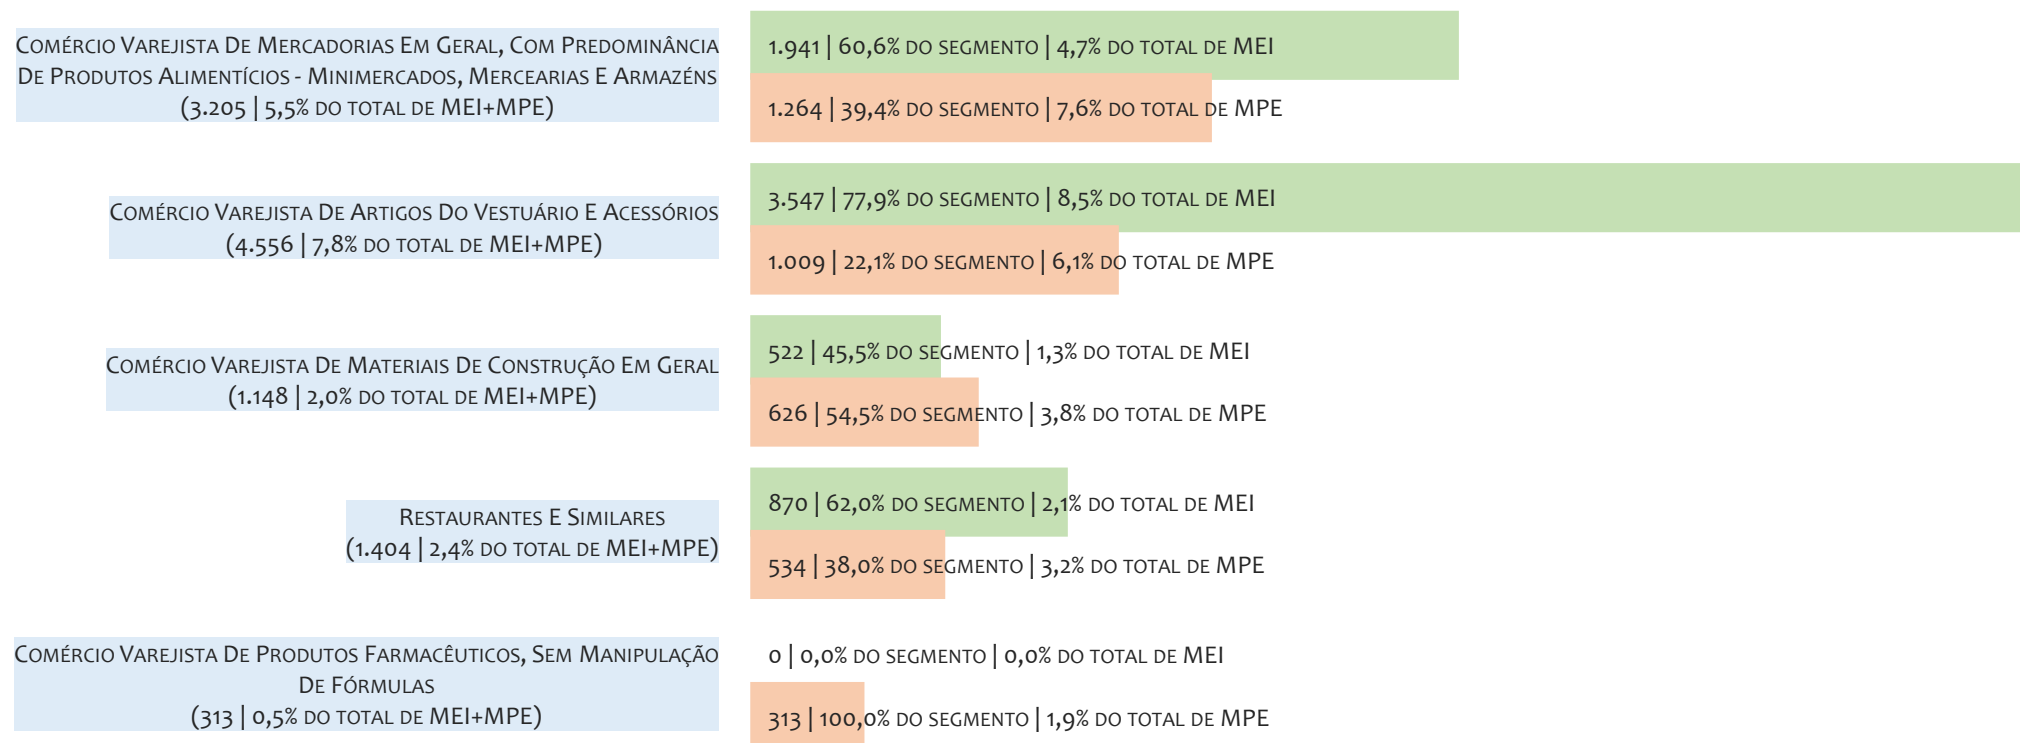 Comércio Varejista De Mercadorias Em Geral, Com Predominância
De Produtos Alimentícios - Minimercados, Mercearias E Armazéns
(3.205 | 5,5% do total de MEI+MPE)
1.941 | 60,6% do segmento | 4,7% do total de MEI
1.264 | 39,4% do segmento | 7,6% do total de MPE
Comércio Varejista De Artigos Do Vestuário E Acessórios
(4.556 | 7,8% do total de MEI+MPE)
3.547 | 77,9% do segmento | 8,5% do total de MEI
1.009 | 22,1% do segmento | 6,1% do total de MPE
Comércio Varejista De Materiais De Construção Em Geral
(1.148 | 2,0% do total de MEI+MPE)
522 | 45,5% do segmento | 1,3% do total de MEI
626 | 54,5% do segmento | 3,8% do total de MPE
Restaurantes E Similares
(1.404 | 2,4% do total de MEI+MPE)
870 | 62,0% do segmento | 2,1% do total de MEI
534 | 38,0% do segmento | 3,2% do total de MPE
Comércio Varejista De Produtos Farmacêuticos, Sem Manipulação
De Fórmulas
(313 | 0,5% do total de MEI+MPE)
0 | 0,0% do segmento | 0,0% do total de MEI
313 | 100,0% do segmento | 1,9% do total de MPE